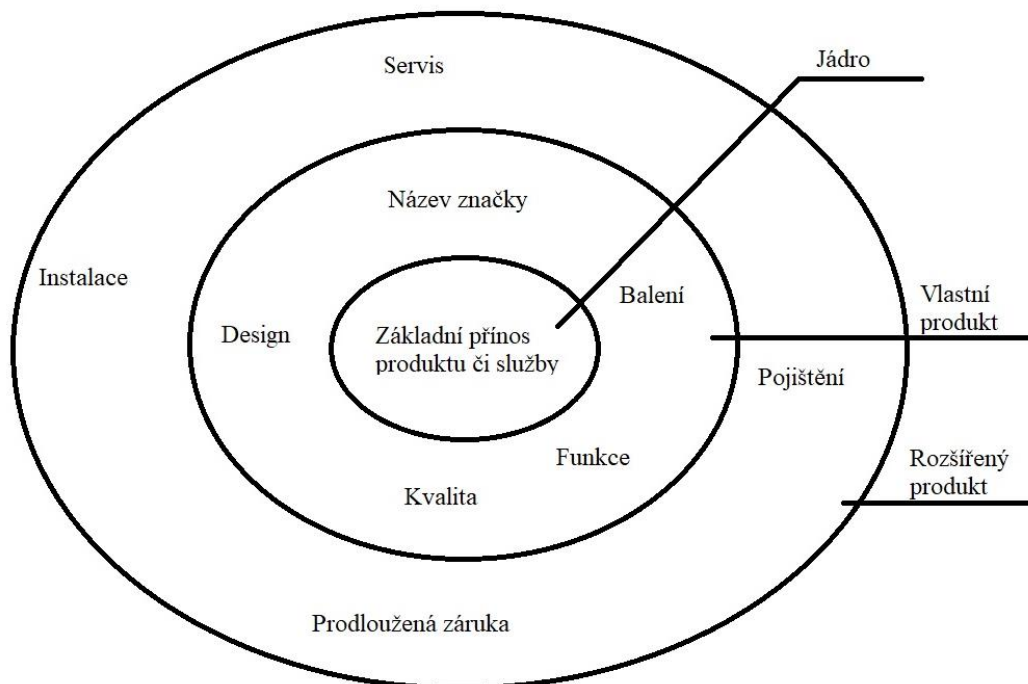 Servis
Jádro
Název značky
Instalace
Balení
Vlastní
produkt
Design
Základní přínos
produktu či služby
Pojištění
Funkce
Rozšířený
produkt
Kvalita
Prodloužená záruka